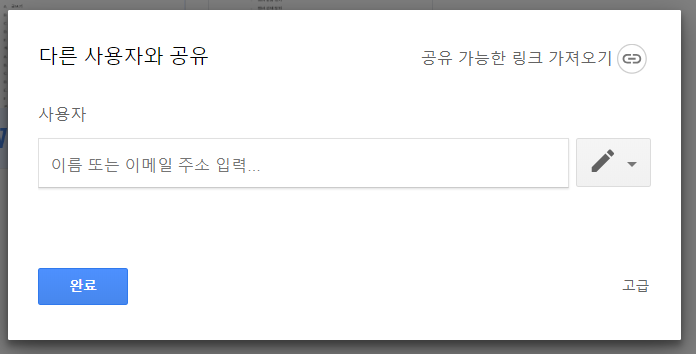 다른 사용자와 공유
공유 가능한 링크 가져오기
사용자
이름 또는 이메일 주소 입력...
완료
고급